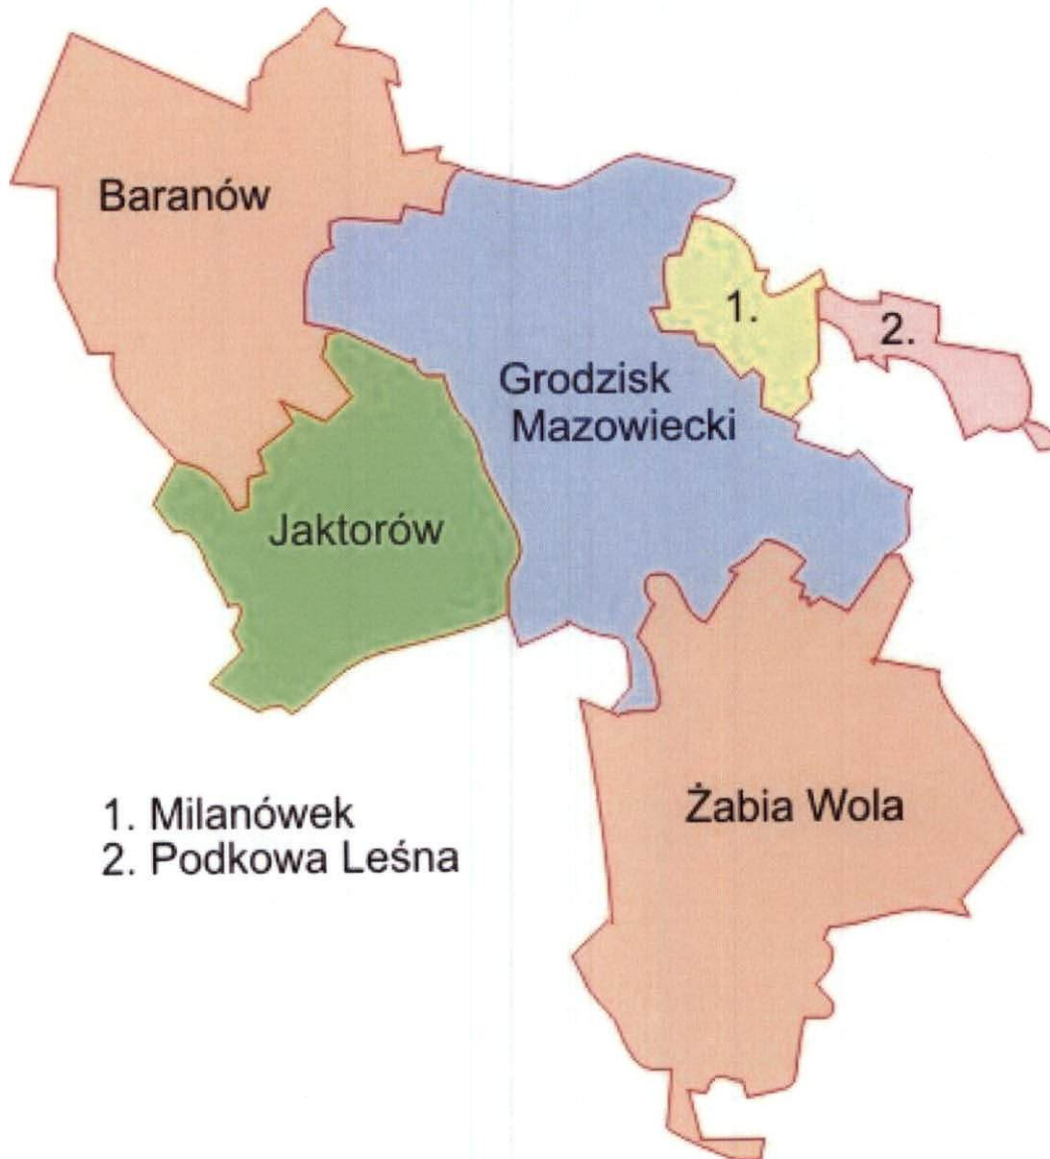 Baranów
1.
2.
Grodzisk
Mazowiecki
Jaktorów
Żabia Wola
1. Milanówek
2. Podkowa Leśna